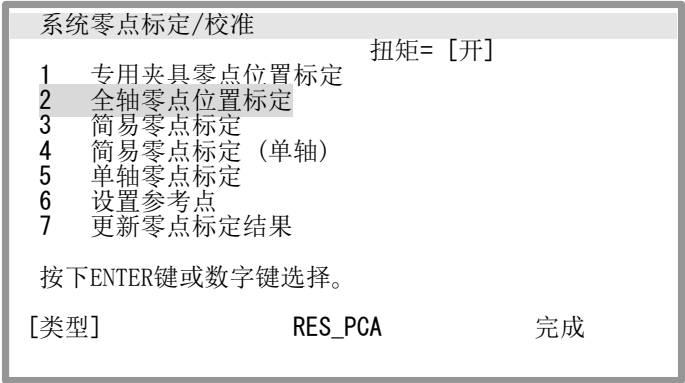 系统零点标定/校准
扭矩= [开]
1 专用夹具零点位置标定
2 全轴零点位置标定
3 简易零点标定
4 简易零点标定 (单轴)
5 单轴零点标定
6 设置参考点
7 更新零点标定结果
按下ENTER键或数字键选择。
[类型] RES_PCA 完成